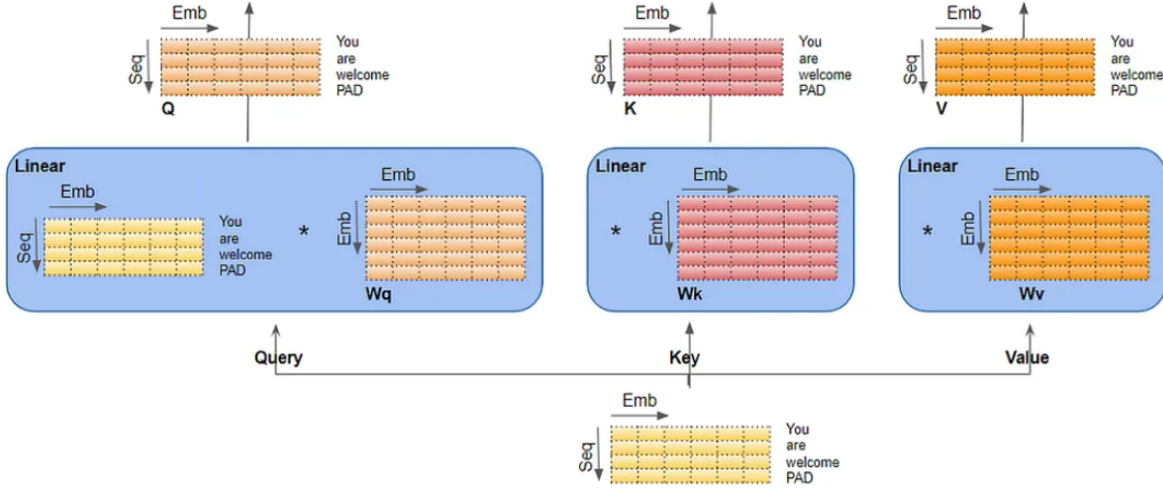 Emb
Seq
You
are
welcome
PAD
Q
Emb
Seq
You
are
welcome
PAD
K
Emb
Seq
You
are
welcome
PAD
V
Linear
Emb
Seq
You
are
welcome
PAD
*
Emb
Emb
Wq
Linear
*
Emb
Emb
Wk
Linear
*
Emb
Emb
Wv
Query
Key
Value
Emb
Seq
You
are
welcome
PAD